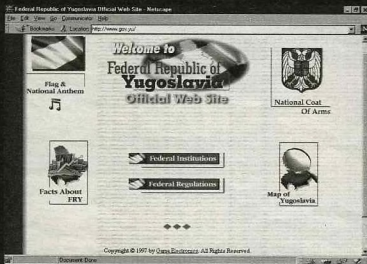 Federal Republic of Yugoslavia Official Web Site - Netscape
File Edit View Go Communicator Help
Bookmarks Location: http://www.gov.yu/
Welcome to
Federal Republic of
Yugoslavia
Official Web Site
Flag &
National Anthem
National Coat
Of Arms
Facts About
FRY
Federal Institutions
Federal Regulations
Map of
Yugoslavia
Copyright © 1997 by Gama Electronics. All Rights Reserved
Document: Done